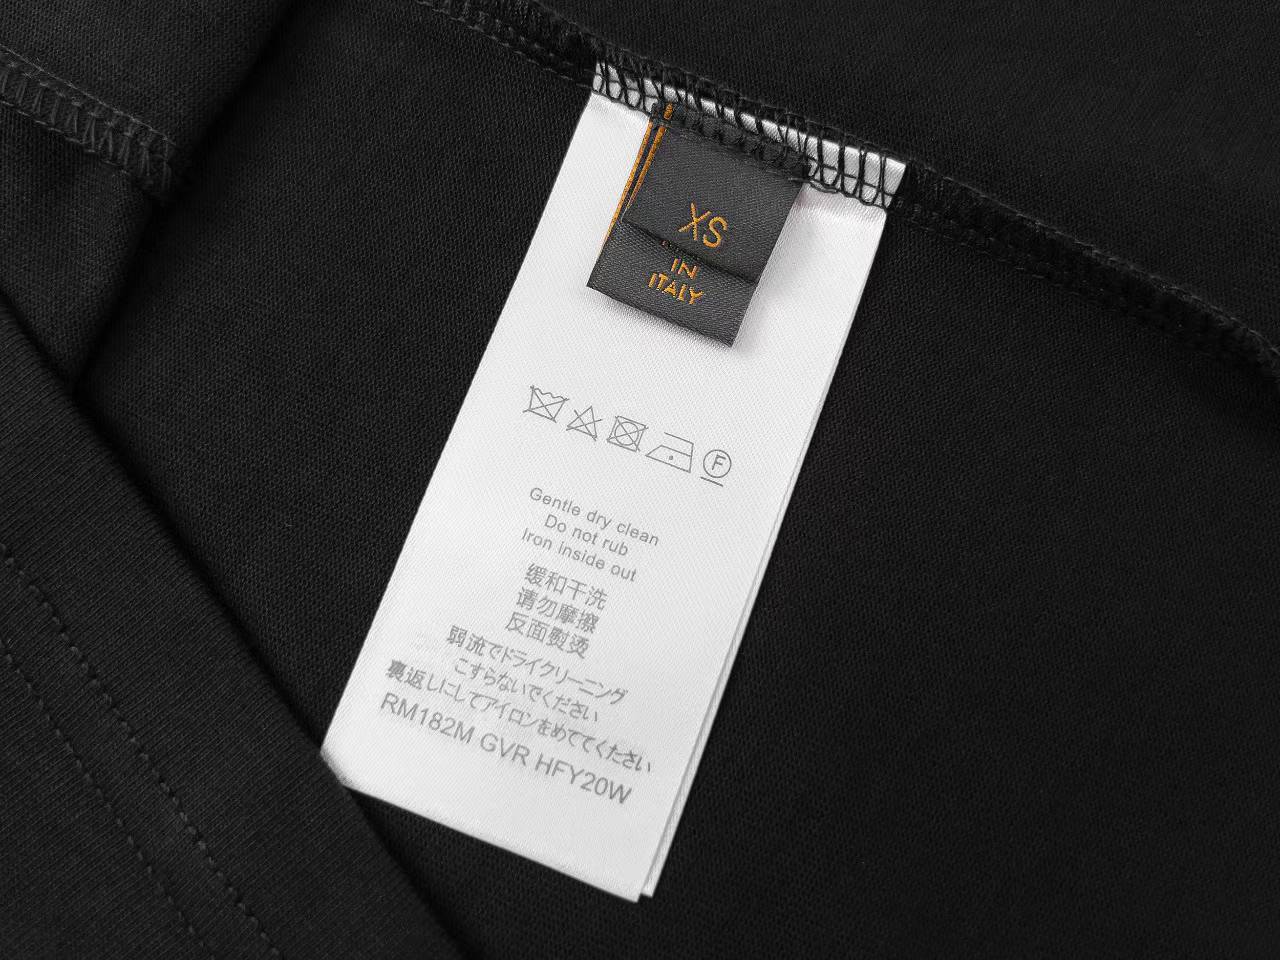 XS
IN
ITALY
F
Gentle dry clean
Do not rub
Iron inside out
缓和干洗
请勿摩擦
反面熨烫
弱流でドライクリーニング
こすらないでください
裏返しにしてアイロンをめててください
RM182M GVR HFY20W